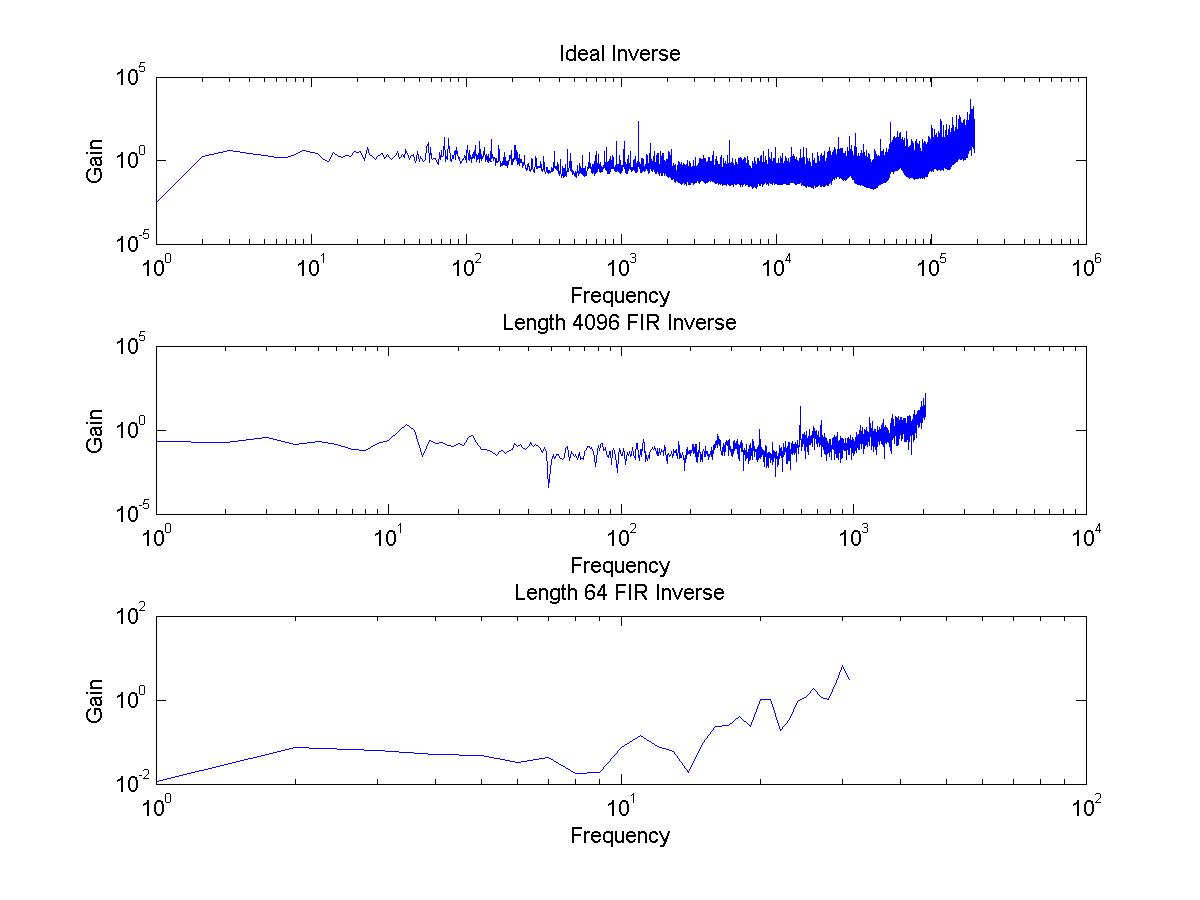 Ideal Inverse
10^5
10^0
10^-5
Gain
10^0 10^1 10^2 10^3 10^4 10^5 10^6
Frequency
Length 4096 FIR Inverse
10^5
10^0
10^-5
Gain
10^0 10^1 10^2 10^3 10^4
Frequency
Length 64 FIR Inverse
10^2
10^0
10^-2
Gain
10^0 10^1 10^2
Frequency